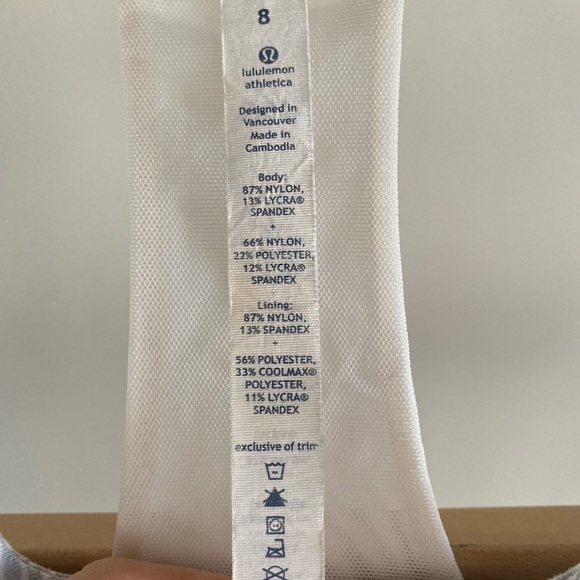 8
lululemon
athletica
Designed in
Vancouver
Made in
Cambodia
Body:
87% NYLON,
13% LYCRA®
SPANDEX
+
66% NYLON,
22% POLYESTER,
12% LYCRA®
SPANDEX
Lining:
87% NYLON,
13% SPANDEX
+
56% POLYESTER,
33% COOLMAX®
POLYESTER,
11% LYCRA®
SPANDEX
exclusive of trim